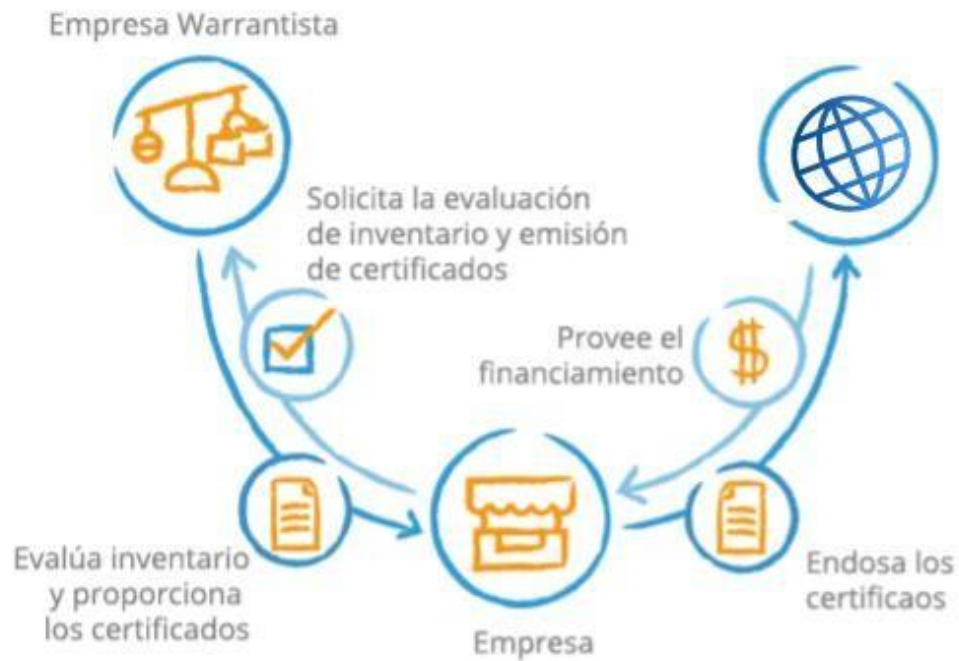 Empresa Warrantista
Solicita la evaluación
de inventario y emisión
de certificados
Provee el
financiamiento
$
Evalúa inventario
y proporciona
los certificados
Empresa
Endosa los
certificaos